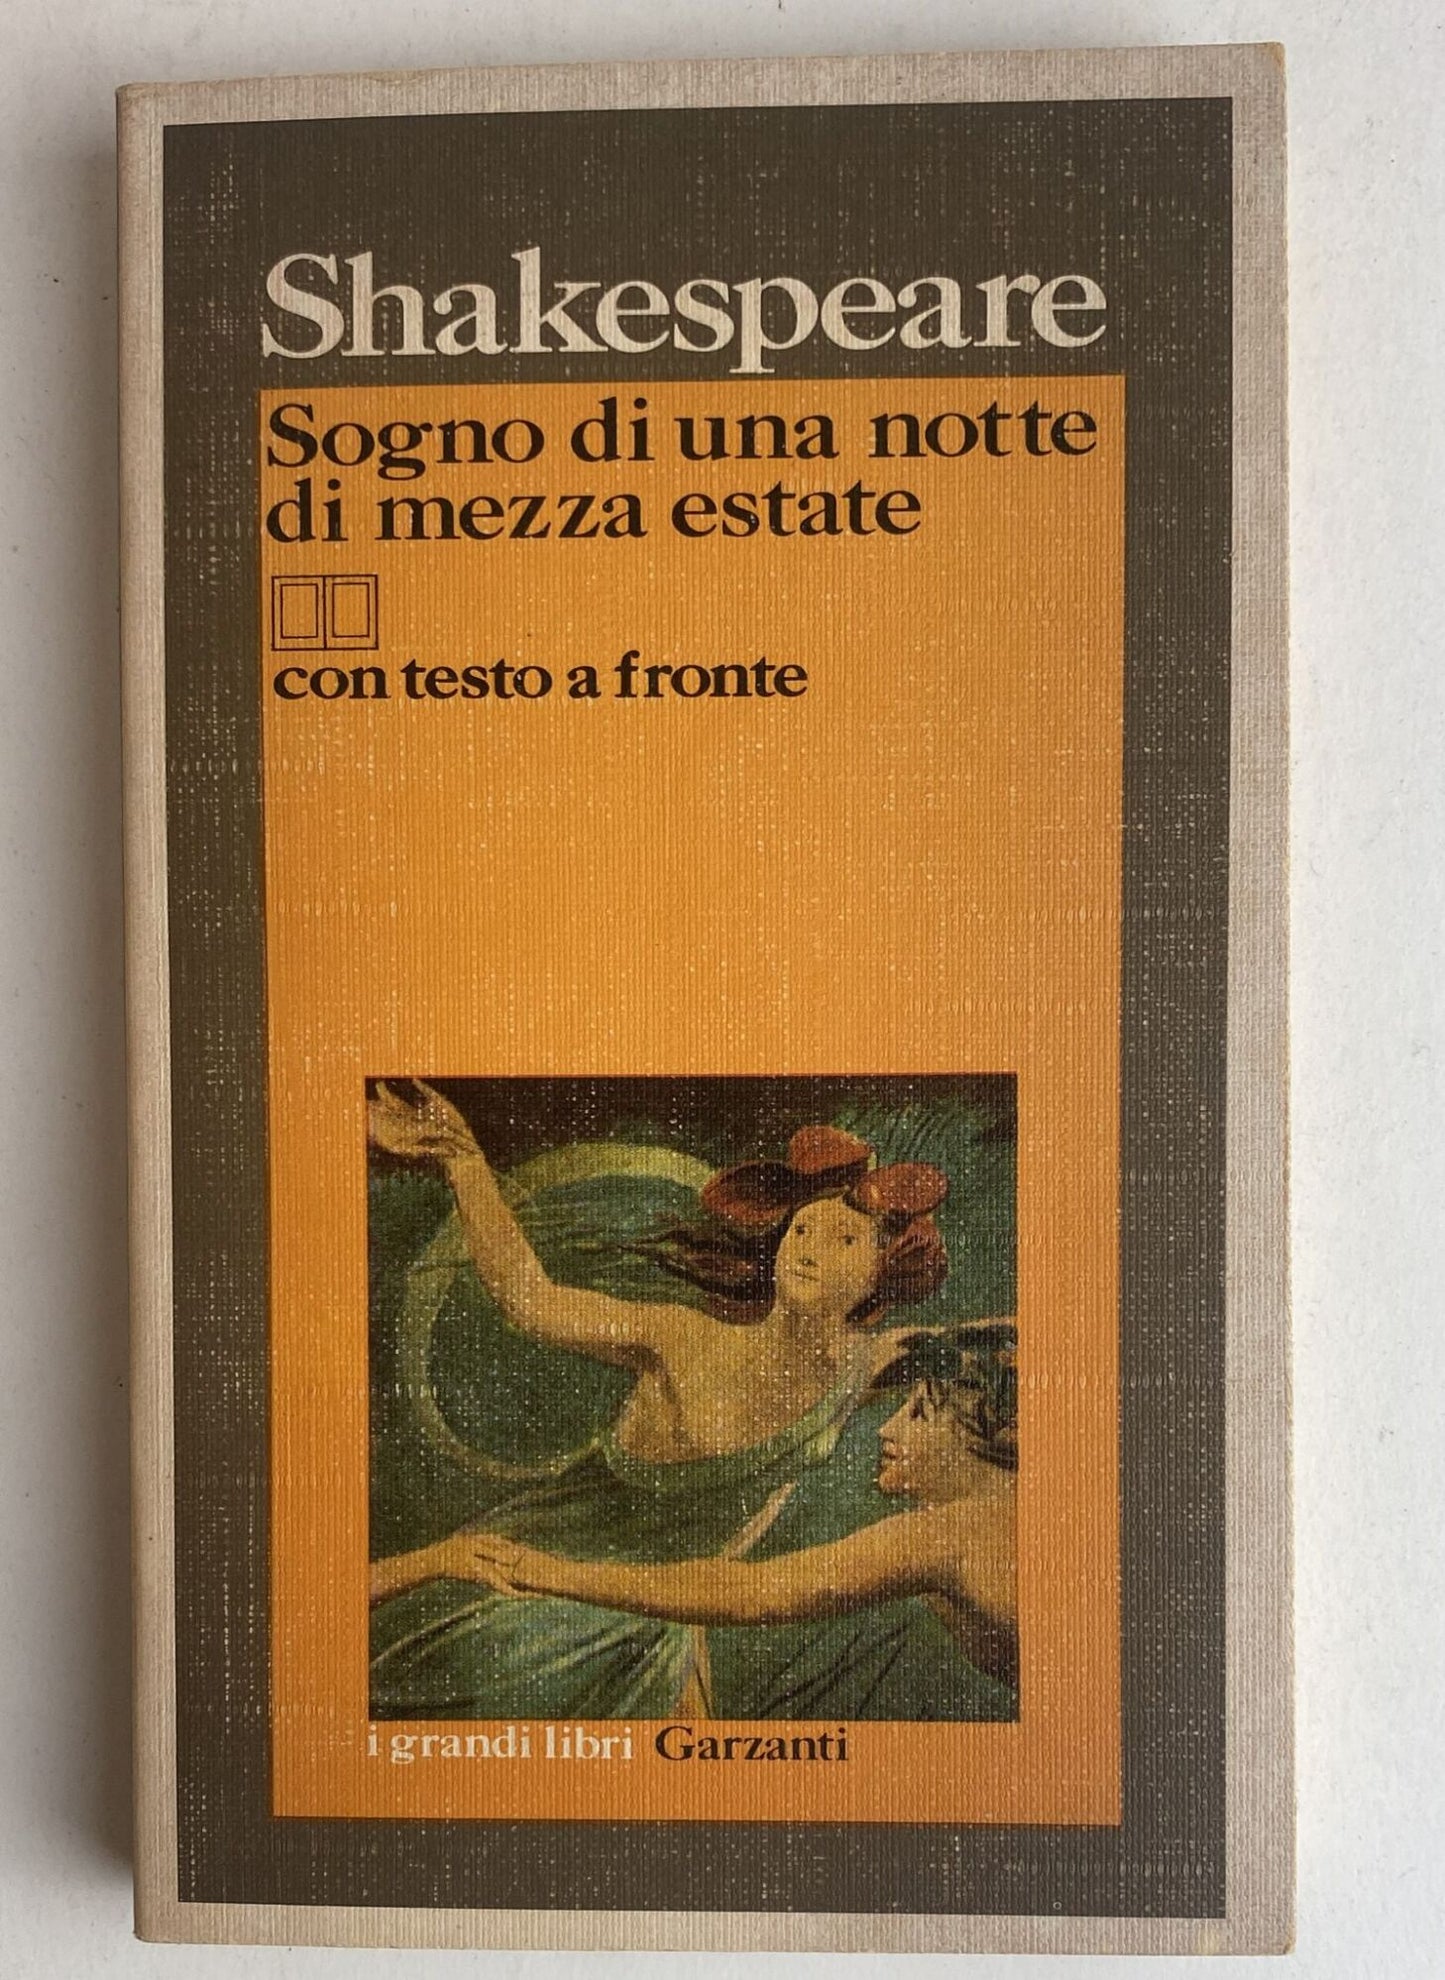 Shakespeare
Sogno di una notte
di mezza estate
con testo a fronte
i grandi libri Garzanti